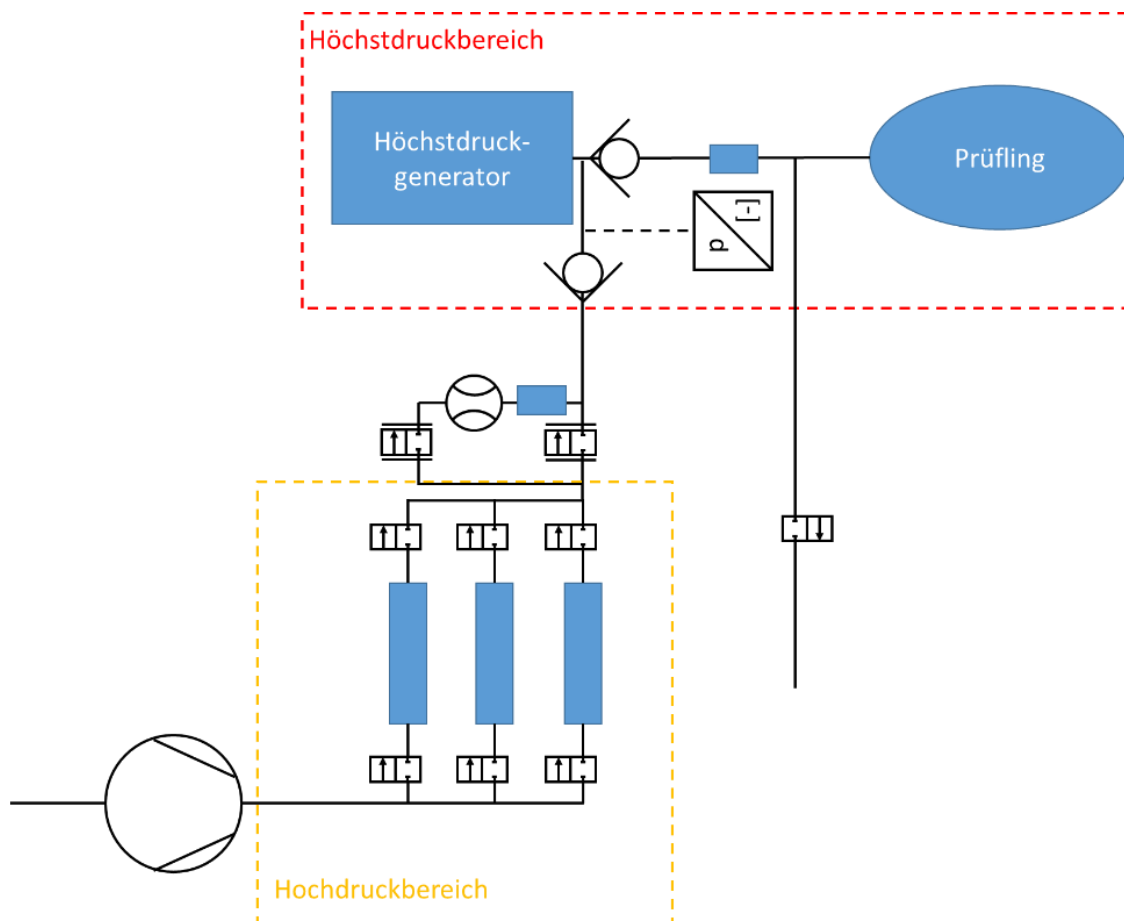 Höchstdruckbereich
Höchstdruck-
generator
Prüfling
[-]
p
Hochdruckbereich